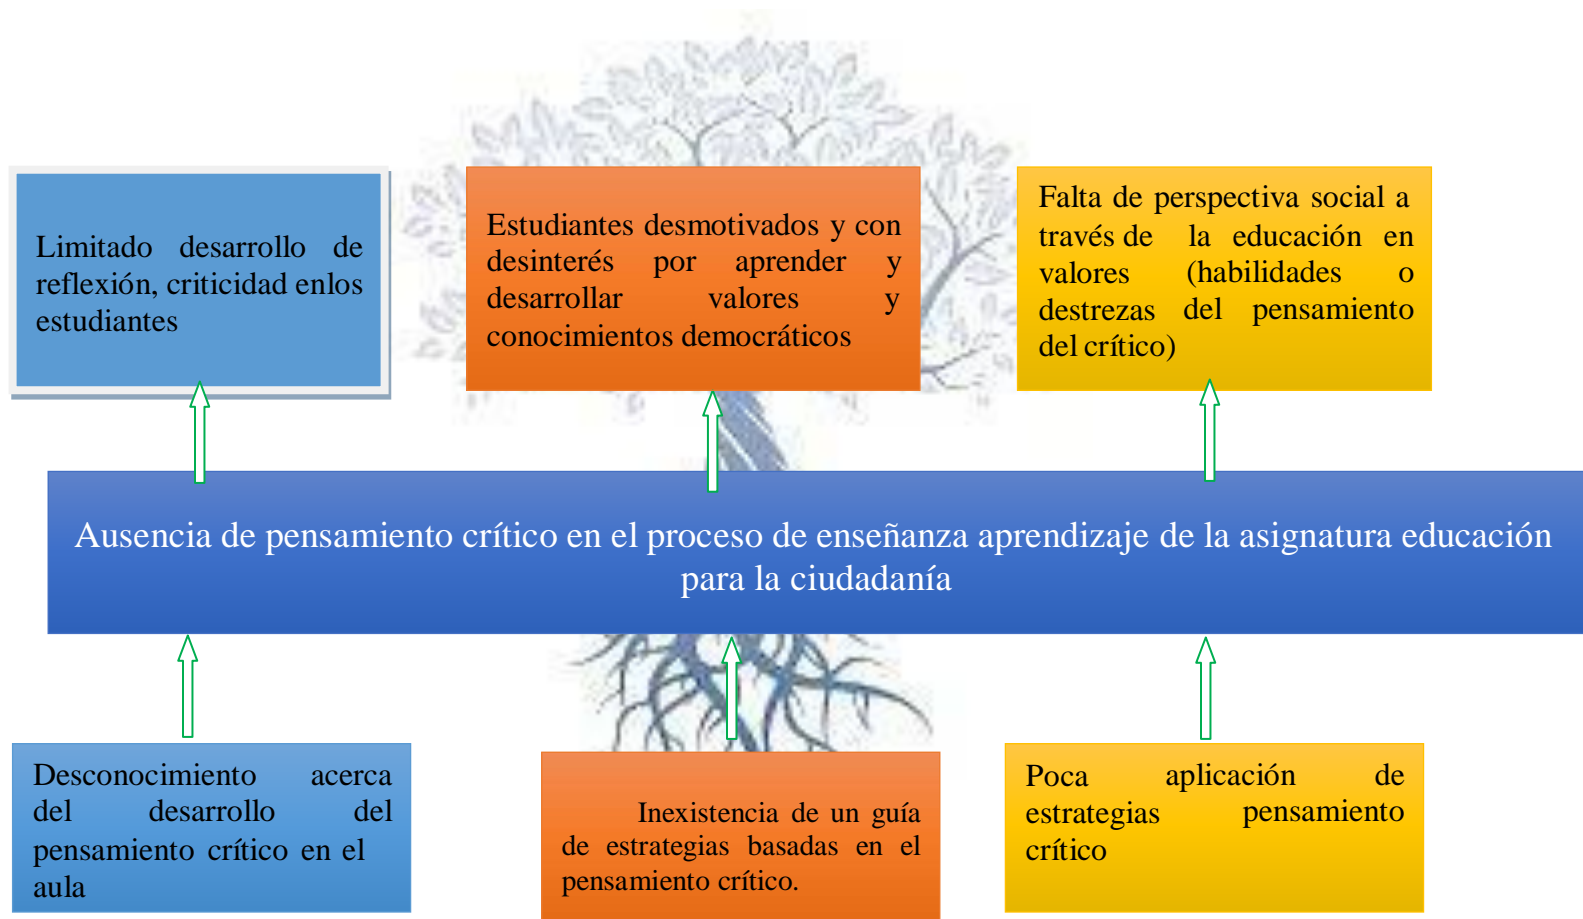 Limitado desarrollo de
reflexión, criticidad enlos
estudiantes
Estudiantes desmotivados y con
desinterés por aprender y
desarrollar valores y
conocimientos democráticos
Falta de perspectiva social a
través de la educación en
valores (habilidades o
destrezas del pensamiento
del crítico)
Ausencia de pensamiento crítico en el proceso de enseñanza aprendizaje de la asignatura educación
para la ciudadanía
Desconocimiento acerca
del desarrollo del
pensamiento crítico en el
aula
Inexistencia de un guía
de estrategias basadas en el
pensamiento crítico.
Poca aplicación de
estrategias pensamiento
crítico